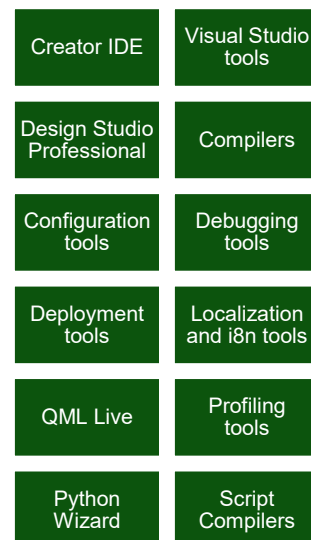 Creator IDE
Visual Studio
tools
Design Studio
Professional
Compilers
Configuration
tools
Debugging
tools
Deployment
tools
Localization
and i8n tools
QML Live
Profiling
tools
Python
Wizard
Script
Compilers